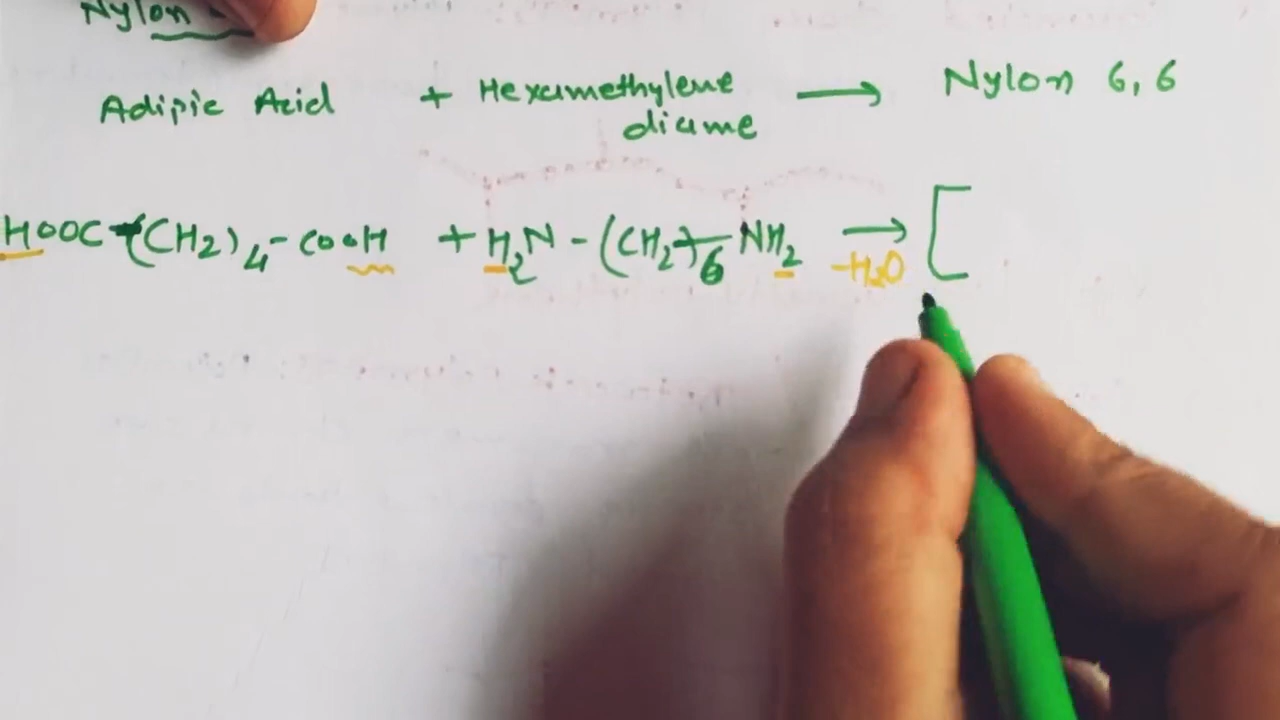 Nylon
Adipic Acid + Hexamethylene ⟶ Nylon 6,6
diame
HOOC-(CH2)4-COOH + H2N-(CH2)6-NH2 ⟶ [
-H2O